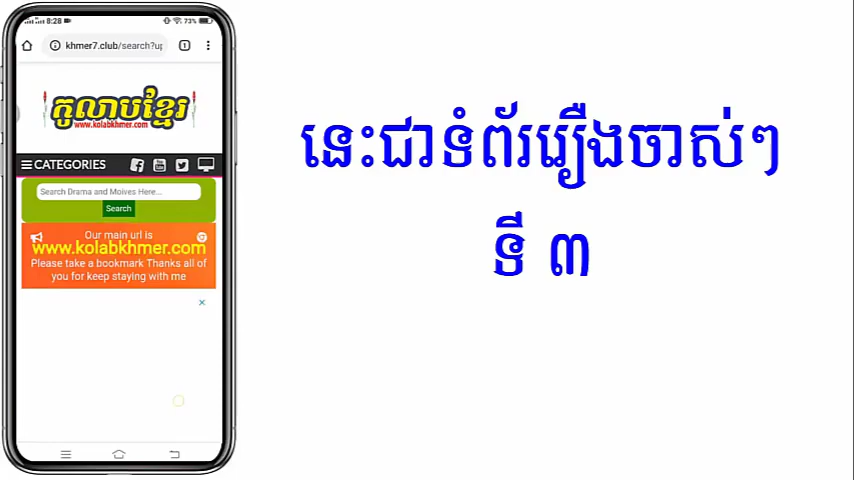 8:28
73%
khmer7.club/search?up
1
កូលាបខ្មែរ
www.kolabkhmer.com
CATEGORIES
Search Drama and Moives Here...
Search
Our main url is
www.kolabkhmer.com
Please take a bookmark Thanks all of
you for keep staying with me
នេះជាទំព័ររឿងចាស់ៗ
ទី ៣